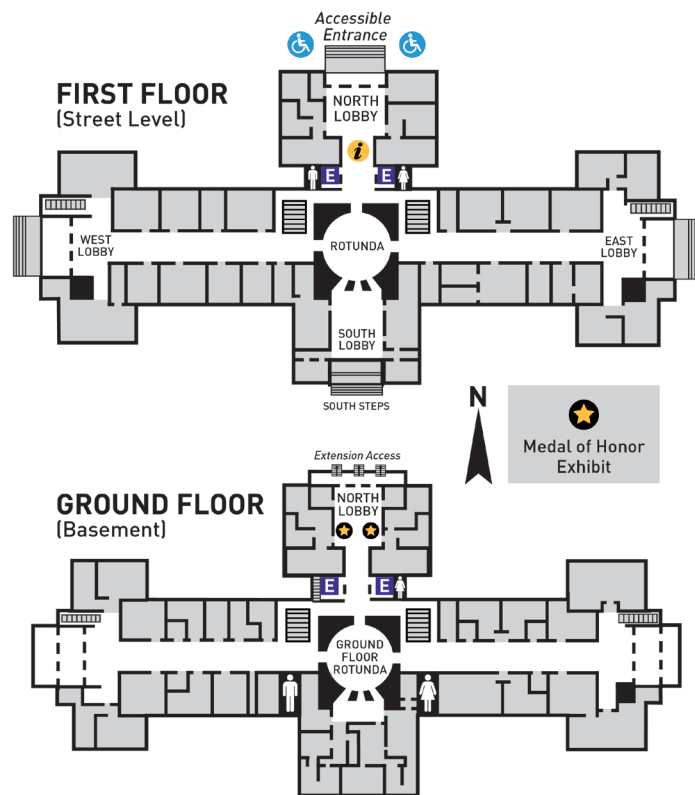 Accessible
Entrance
FIRST FLOOR
(Street Level)
NORTH
LOBBY
i
E
E
WEST
LOBBY
ROTUNDA
EAST
LOBBY
SOUTH
LOBBY
SOUTH STEPS
N
Medal of Honor
Exhibit
Extension Access
GROUND FLOOR
(Basement)
NORTH
LOBBY
E
E
GROUND
FLOOR
ROTUNDA